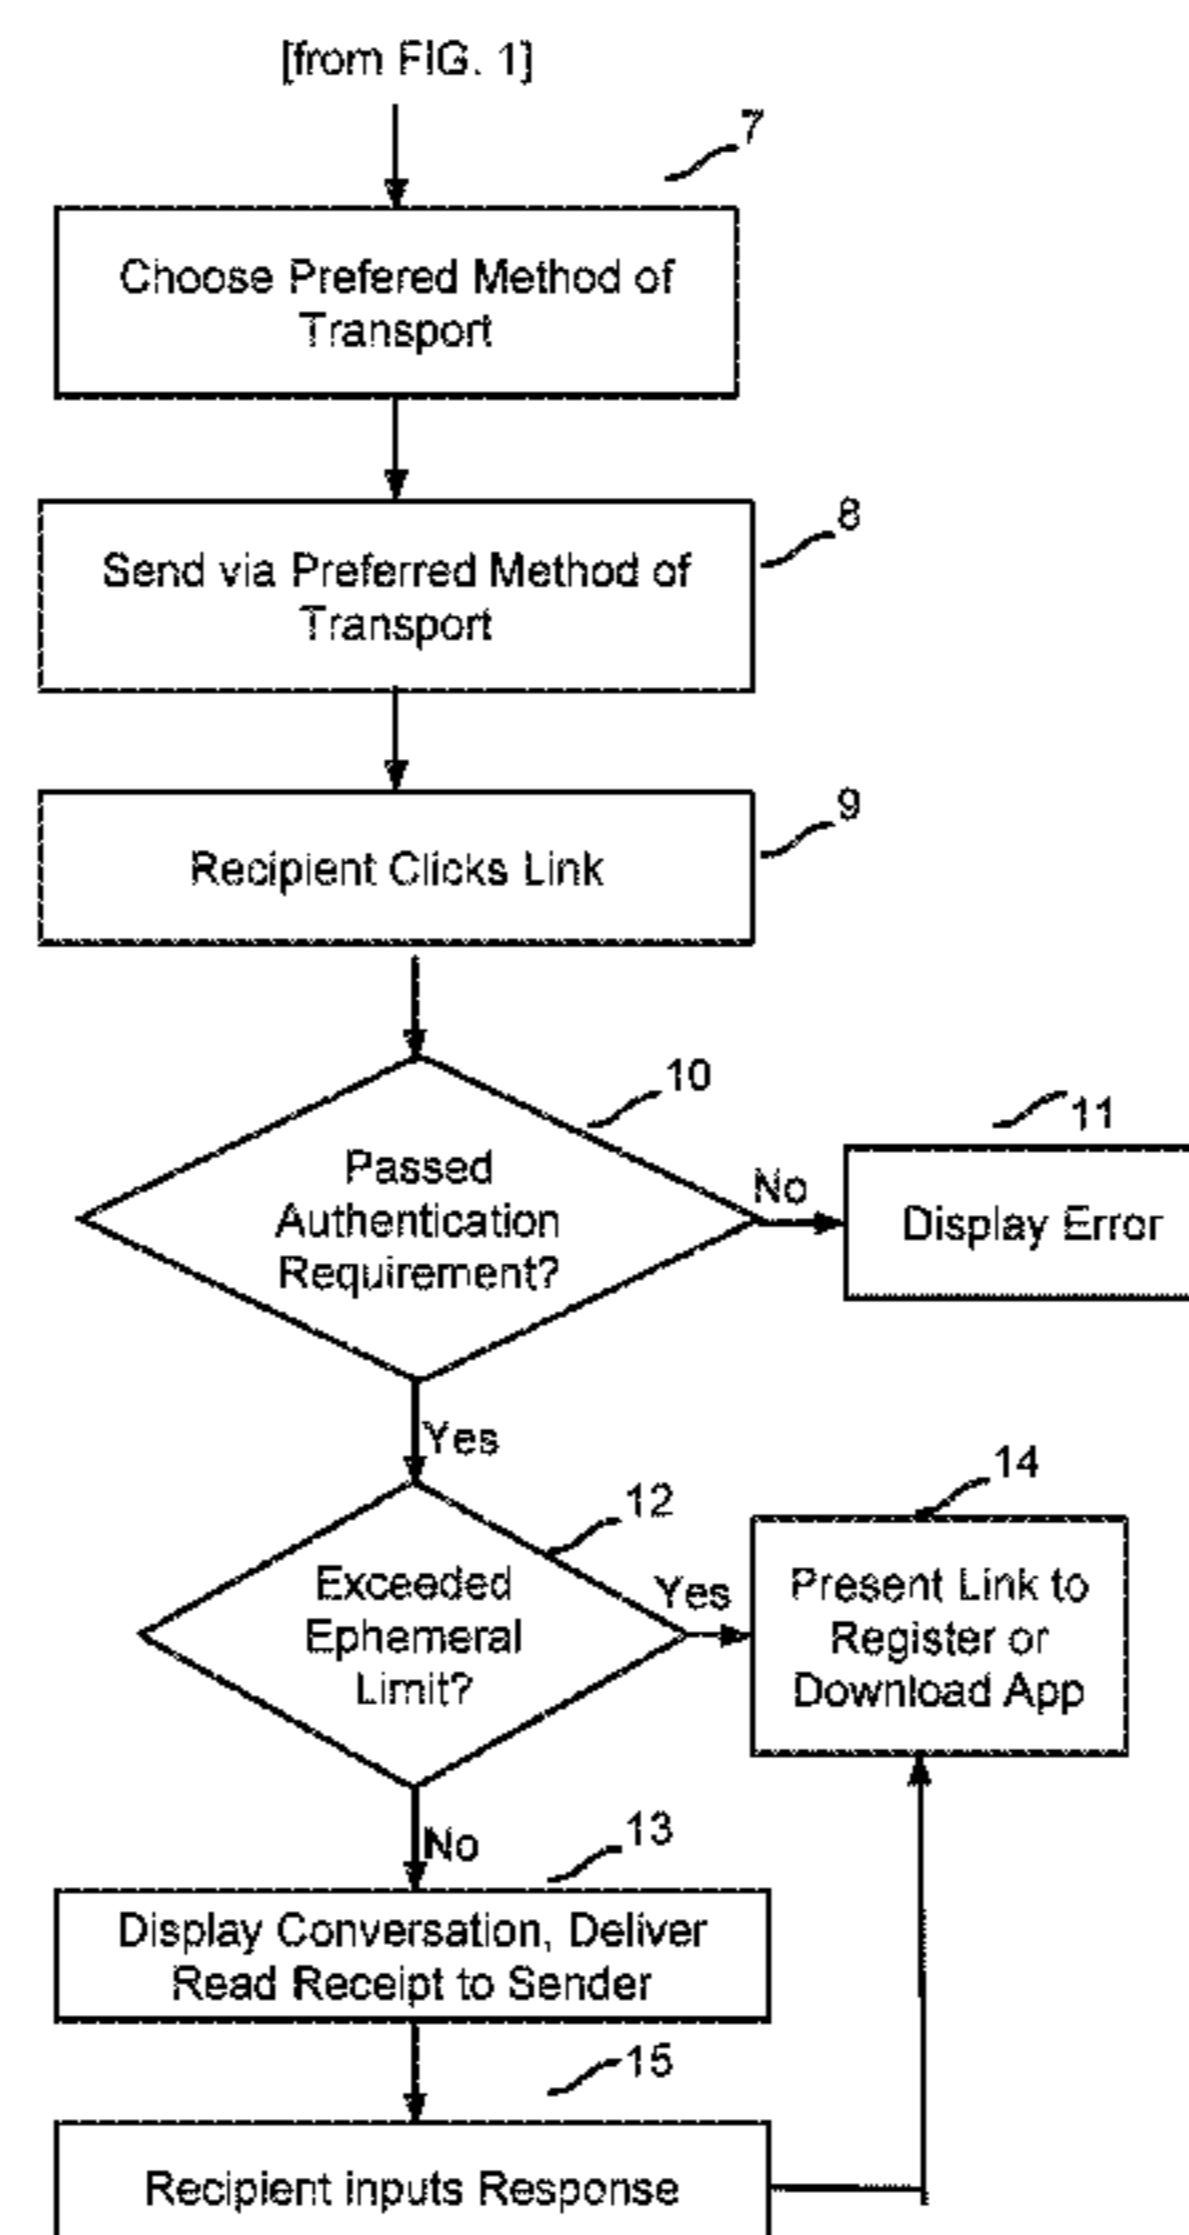 [from FIG. 1]
7
Choose Prefered Method of
Transport
8
Send via Preferred Method of
Transport
9
Recipient Clicks Link
10
Passed
Authentication
Requirement?
No
11
Display Error
Yes
12
Exceeded
Ephemeral
Limit?
Yes
14
Present Link to
Register or
Download App
No
13
Display Conversation, Deliver
Read Receipt to Sender
15
Recipient inputs Response